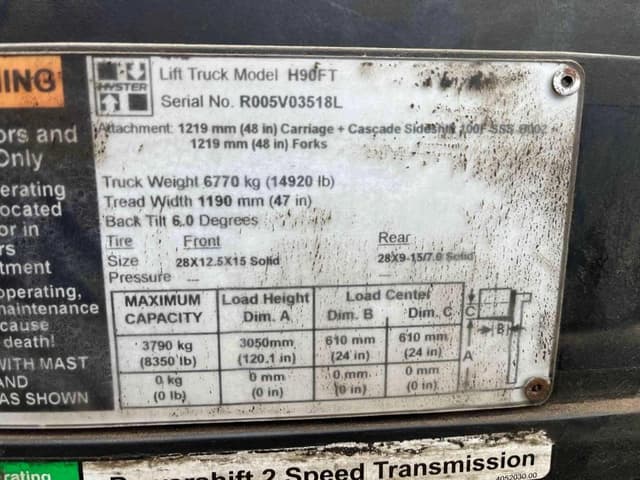 NING
ors and
Only
erating
located
or in
rs
tment
operating,
maintenance
cause
death!
WITH MAST
AND
AS SHOWN
rating
HYSTER
Lift Truck Model H90FT
Serial No. R005V03518L
Attachment: 1219 mm (48 in) Carriage + Cascade Sideshift 100F-SSS
1219 mm (48 in) Forks
Truck Weight 6770 kg (14920 lb)
Tread Width 1190 mm (47 in)
Back Tilt 6.0 Degrees
Tire Front Rear
Size 28X12.5X15 Solid 28X9-15/7.0 Solid
Pressure --- ---
MAXIMUM CAPACITY Load Height Dim. A Load Center Dim. B Dim. C
3790 kg (8350 lb) 3050mm (120.1 in) 610 mm (24 in) 610 mm (24 in)
0 kg (0 lb) 0 mm (0 in) 0 mm (0 in) 0 mm (0 in)
C
B
A
Powershift 2 Speed Transmission
4052030 00